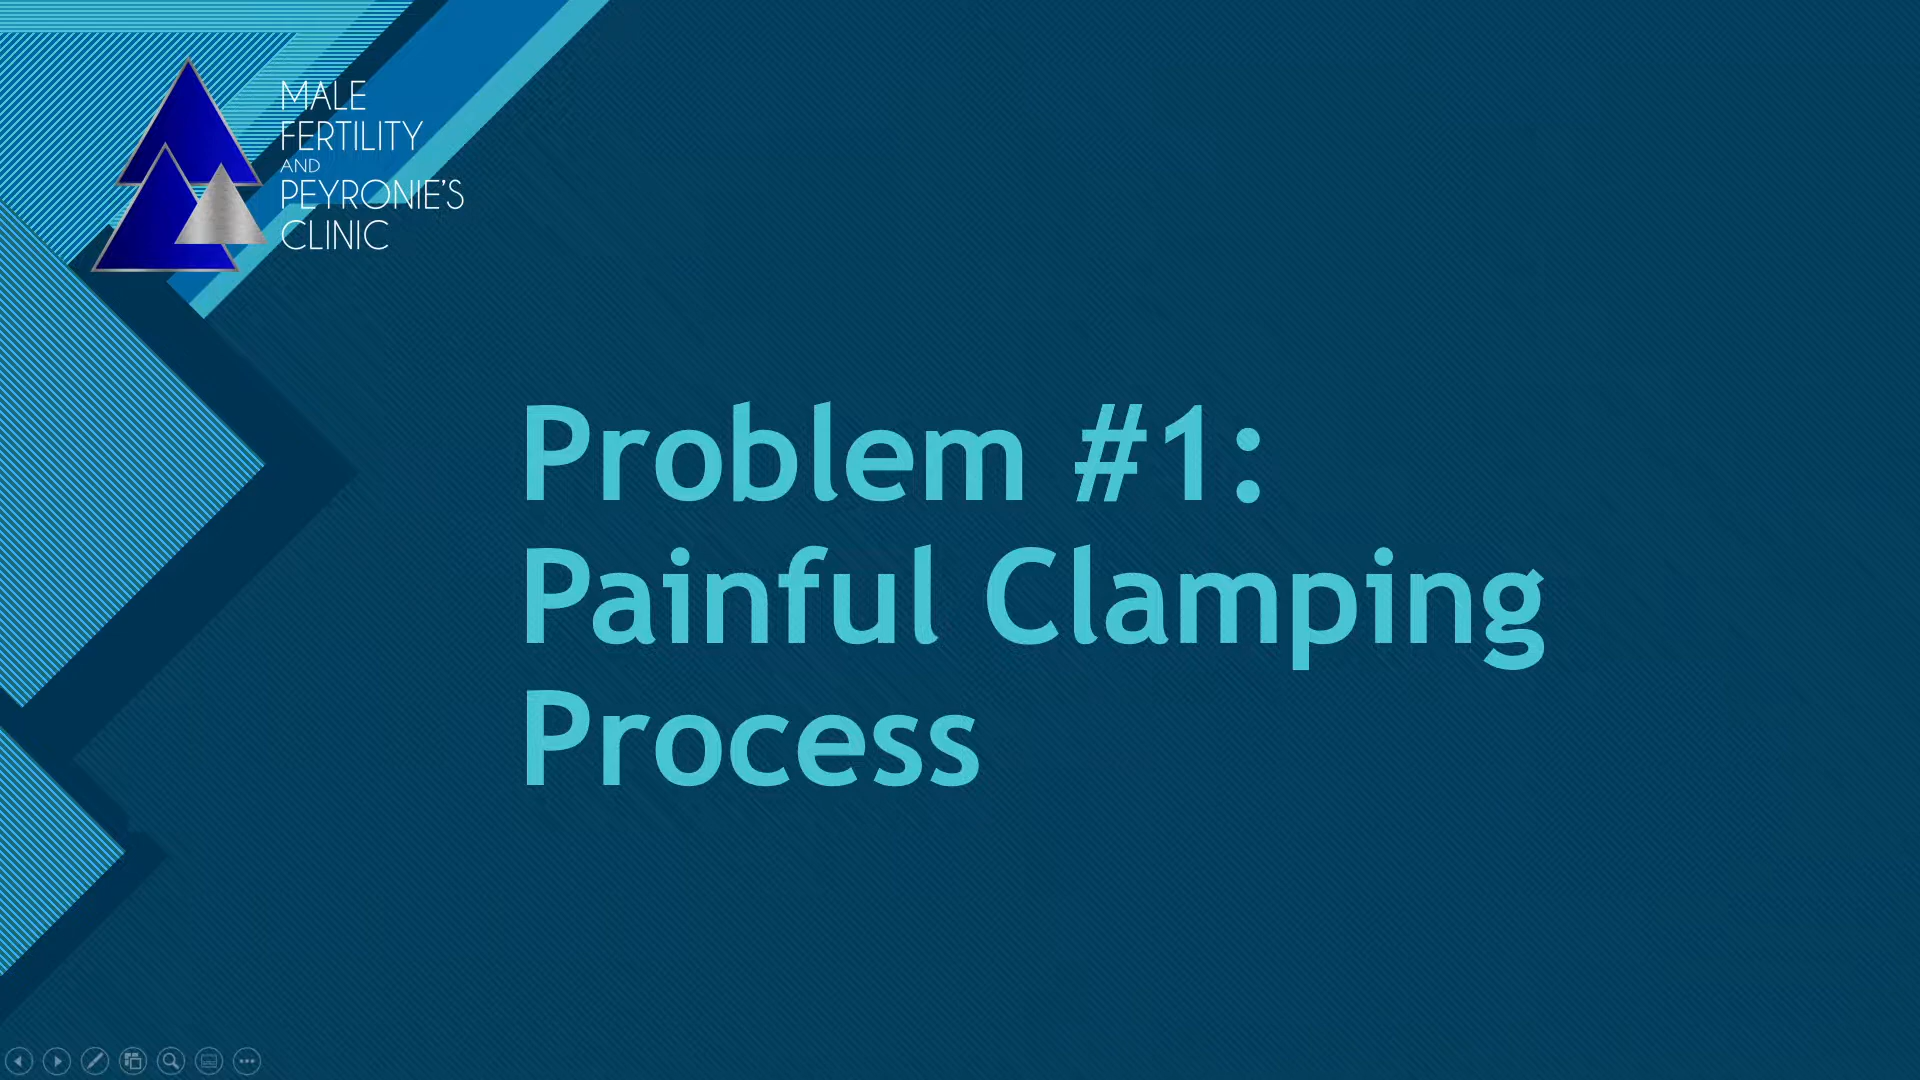 MALE
FERTILITY
AND
PEYRONIE'S
CLINIC
Problem #1:
Painful Clamping
Process